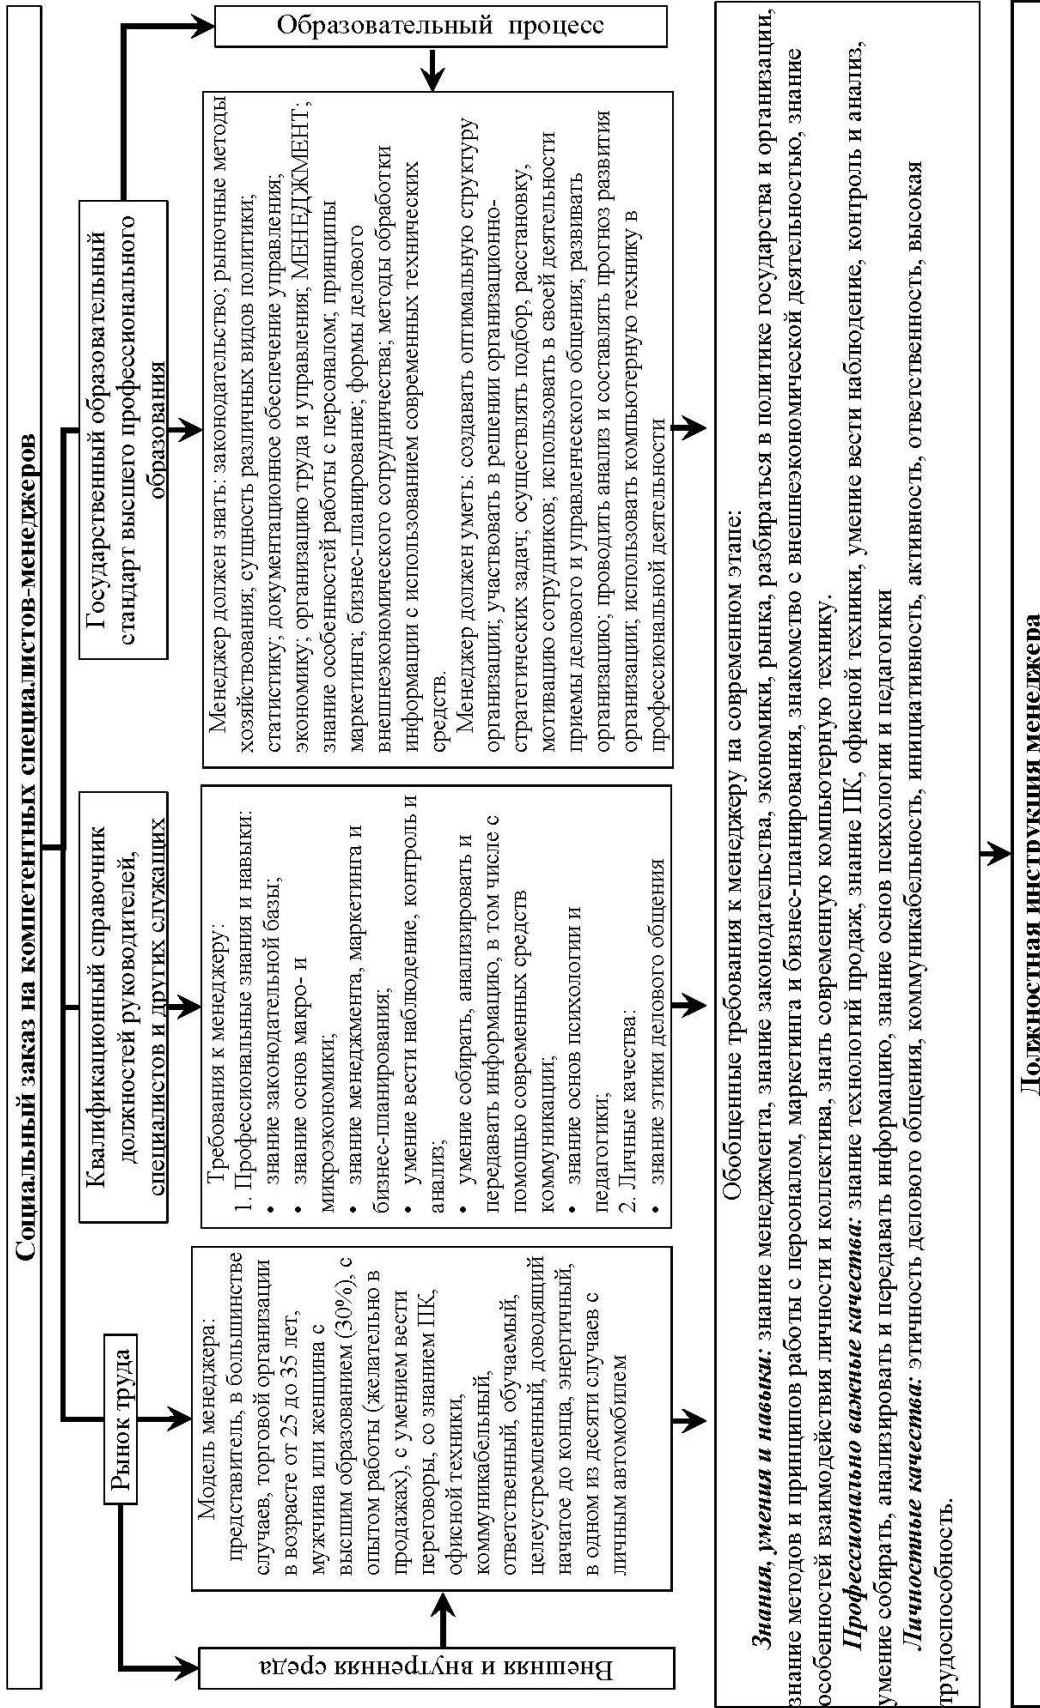 Социальный заказ на компетентных специалистов-менеджеров
Рынок труда
Квалификационный справочник
должностей руководителей,
специалистов и других служащих
Государственный образовательный
стандарт высшего профессионального
образования
Внешняя и внутренняя среда
Модель менеджера:
представитель, в большинстве
случаев, торговой организации
в возрасте от 25 до 35 лет,
мужчина или женщина с
высшим образованием (30%), с
опытом работы (желательно в
продажах), с умением вести
переговоры, со знанием ПК,
офисной техники,
коммуникабельный,
ответственный, обучаемый,
целеустремленный, доводящий
начатое до конца, энергичный,
в одном из десяти случаев с
личным автомобилем
Требования к менеджеру:
1. Профессиональные знания и навыки:
• знание законодательной базы;
• знание основ макро- и
микроэкономики;
• знание менеджмента, маркетинга и
бизнес-планирования;
• умение вести наблюдение, контроль и
анализ;
• умение собирать, анализировать и
передавать информацию, в том числе с
помощью современных средств
коммуникации;
• знание основ психологии и
педагогики;
2. Личные качества:
• знание этики делового общения
Менеджер должен знать: законодательство; рыночные методы
хозяйствования; сущность различных видов политики;
статистику; документационное обеспечение управления;
экономику; организацию труда и управления; МЕНЕДЖМЕНТ;
знание особенностей работы с персоналом; принципы
маркетинга; бизнес-планирование; формы делового
внешнеэкономического сотрудничества; методы обработки
информации с использованием современных технических
средств.
Менеджер должен уметь: создавать оптимальную структуру
организации; участвовать в решении организационно-
стратегических задач; осуществлять подбор, расстановку,
мотивацию сотрудников; использовать в своей деятельности
приемы делового и управленческого общения; развивать
организацию; проводить анализ и составлять прогноз развития
организации; использовать компьютерную технику в
профессиональной деятельности
Образовательный процесс
Обобщенные требования к менеджеру на современном этапе:
Знания, умения и навыки: знание менеджмента, знание законодательства, экономики, рынка, разбираться в политике государства и организации,
знание методов и принципов работы с персоналом, маркетинга и бизнес-планирования, знакомство с внешнеэкономической деятельностью, знание
особенностей взаимодействия личности и коллектива, знать современную компьютерную технику.
Профессионально важные качества: знание технологий продаж, знание ПК, офисной техники, умение вести наблюдение, контроль и анализ,
умение собирать, анализировать и передавать информацию, знание основ психологии и педагогики
Личностные качества: этичность делового общения, коммуникабельность, инициативность, активность, ответственность, высокая
трудоспособность.
Должностная инструкция менеджера